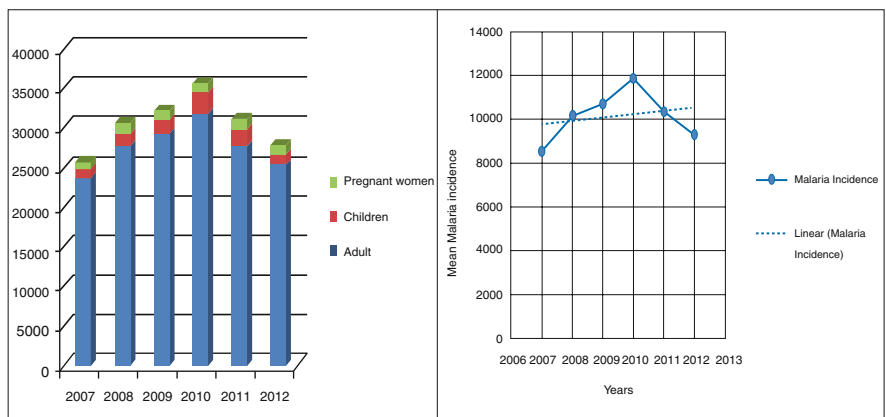 40000
35000
30000
25000
20000
15000
10000
5000
0
2007 2008 2009 2010 2011 2012
Pregnant women
Children
Adult
Mean Malaria incidence
14000
12000
10000
8000
6000
4000
2000
0
2006 2007 2008 2009 2010 2011 2012 2013
Years
Malaria Incidence
Linear (Malaria
Incidence)